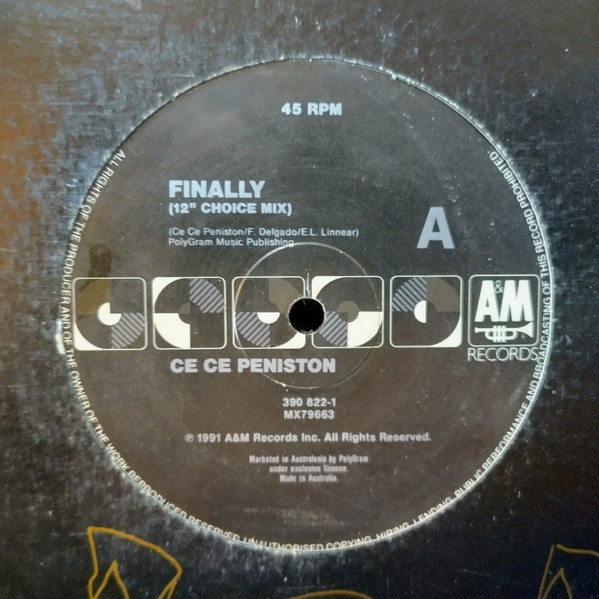 45 RPM
FINALLY
(12" CHOICE MIX)
A
(Ce Ce Peniston/F. Delgado/E.L. Linnear)
PolyGram Music Publishing
A&M
RECORDS
CE CE PENISTON
390 822-1
MX79663
℗ 1991 A&M Records Inc. All Rights Reserved.
Marketed in Australasia by PolyGram
under exclusive licence.
Made in Australia.
ALL RIGHTS OF THE PRODUCER AND OF THE OWNER OF THE WORK REPRODUCED RESERVED. UNAUTHORISED COPYING, HIRING, LENDING, PUBLIC PERFORMANCE AND BROADCASTING OF THIS RECORD PROHIBITED